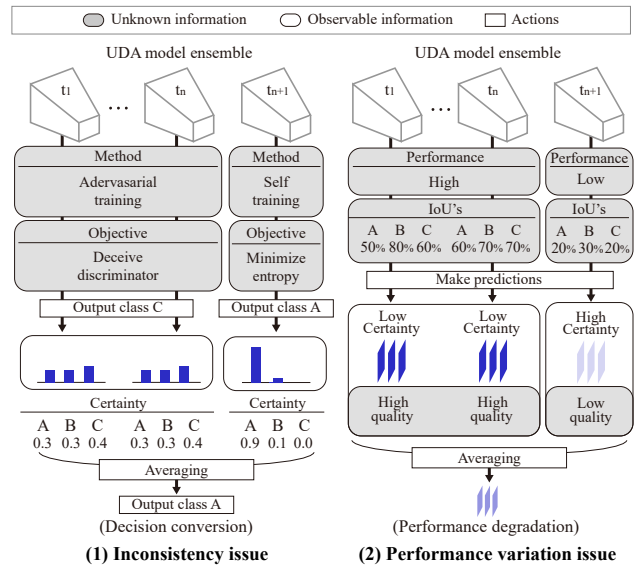 Unknown information Observable information Actions
UDA model ensemble
t1 ... tn tn+1
Method Method
Adervasarial training Self training
Objective Objective
Deceive discriminator Minimize entropy
Output class C Output class A
Certainty Certainty
A B C A B C A B C
0.3 0.3 0.4 0.3 0.3 0.4 0.9 0.1 0.0
Averaging
Output class A
(Decision conversion)
(1) Inconsistency issue
UDA model ensemble
t1 ... tn tn+1
Performance Performance
High Low
IoU's IoU's
A B C A B C A B C
50% 80% 60% 60% 70% 70% 20% 30% 20%
Make predictions
Low Certainty Low Certainty High Certainty
High quality High quality Low quality
Averaging
(Performance degradation)
(2) Performance variation issue